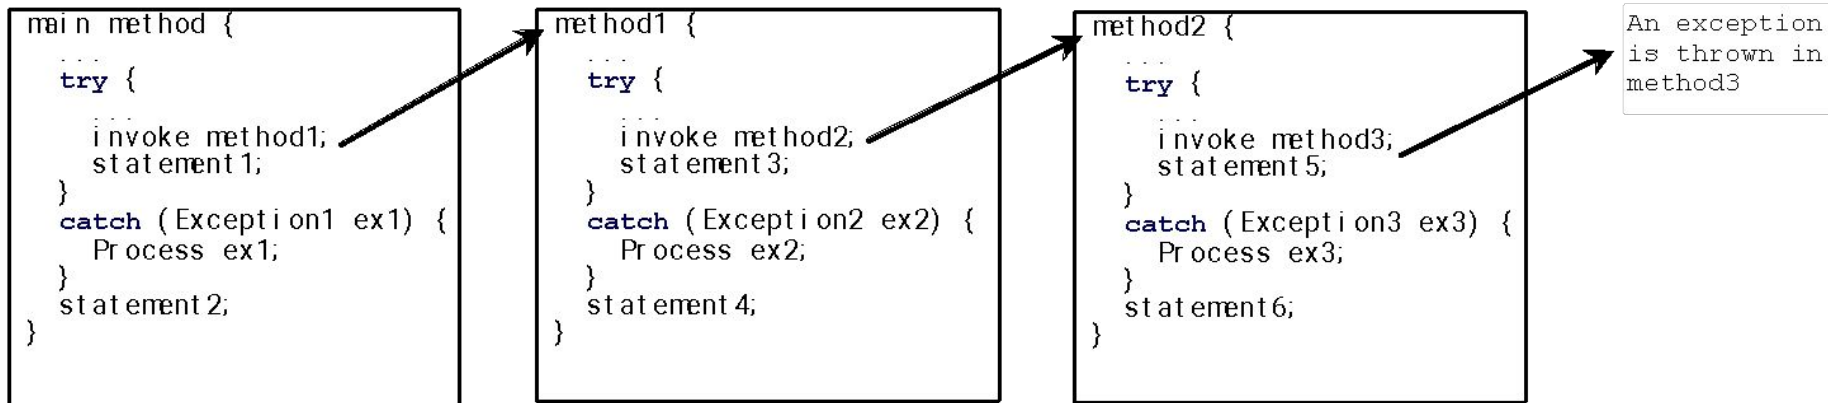 main method {
...
try {
...
invoke method1;
statement1;
}
catch (Exception1 ex1) {
Process ex1;
}
statement2;
}
method1 {
...
try {
...
invoke method2;
statement3;
}
catch (Exception2 ex2) {
Process ex2;
}
statement4;
}
method2 {
...
try {
...
invoke method3;
statement5;
}
catch (Exception3 ex3) {
Process ex3;
}
statement6;
}
An exception
is thrown in
method3